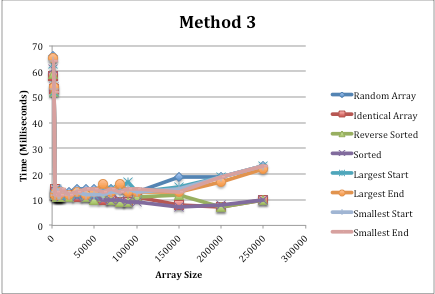 Method 3
Time (Milliseconds)
70
60
50
40
30
20
10
0
0
50000
100000
150000
200000
250000
300000
Array Size
Random Array
Identical Array
Reverse Sorted
Sorted
Largest Start
Largest End
Smallest Start
Smallest End